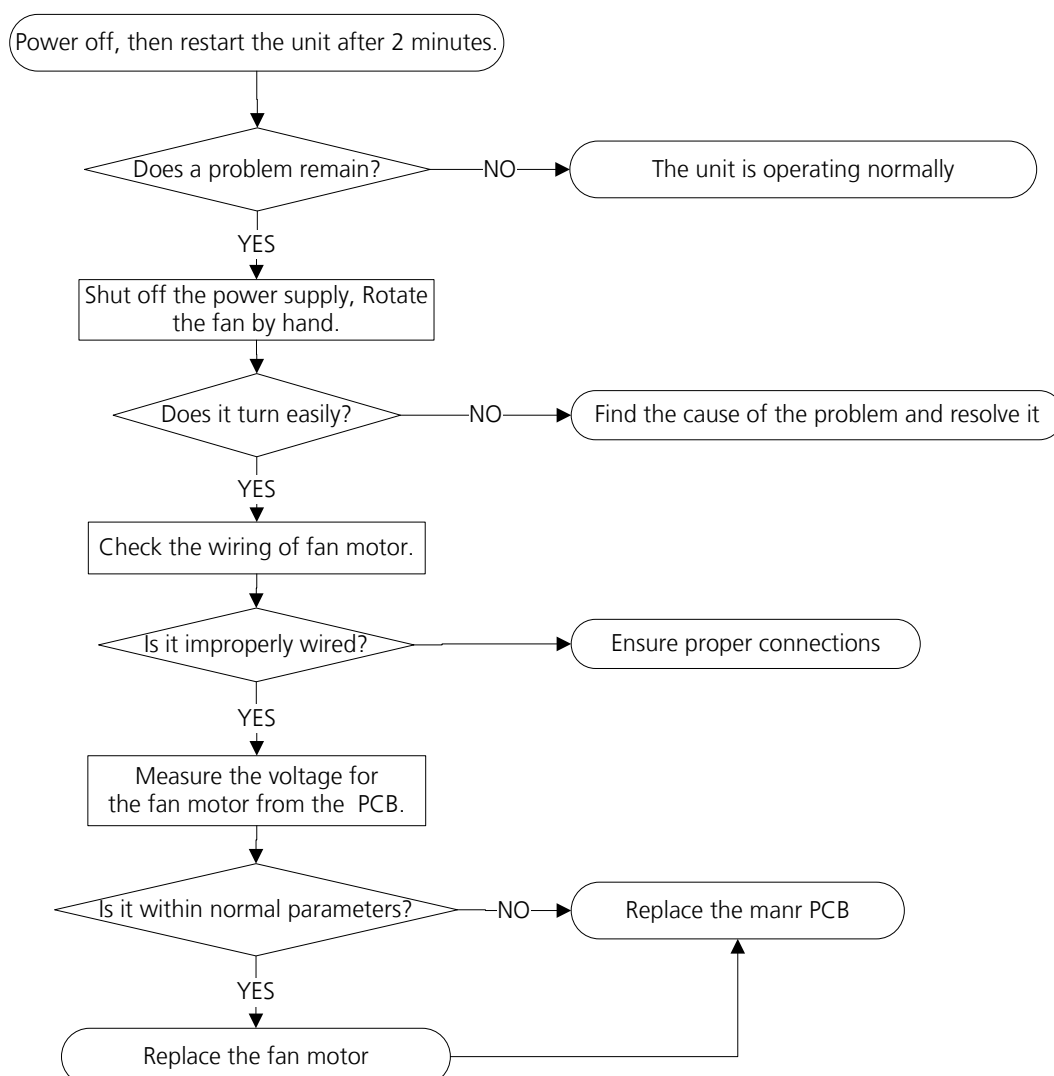 Power off, then restart the unit after 2 minutes.
Does a problem remain?
NO
The unit is operating normally
YES
Shut off the power supply, Rotate
the fan by hand.
Does it turn easily?
NO
Find the cause of the problem and resolve it
YES
Check the wiring of fan motor.
Is it improperly wired?
Ensure proper connections
YES
Measure the voltage for
the fan motor from the PCB.
Is it within normal parameters?
NO
Replace the manr PCB
YES
Replace the fan motor